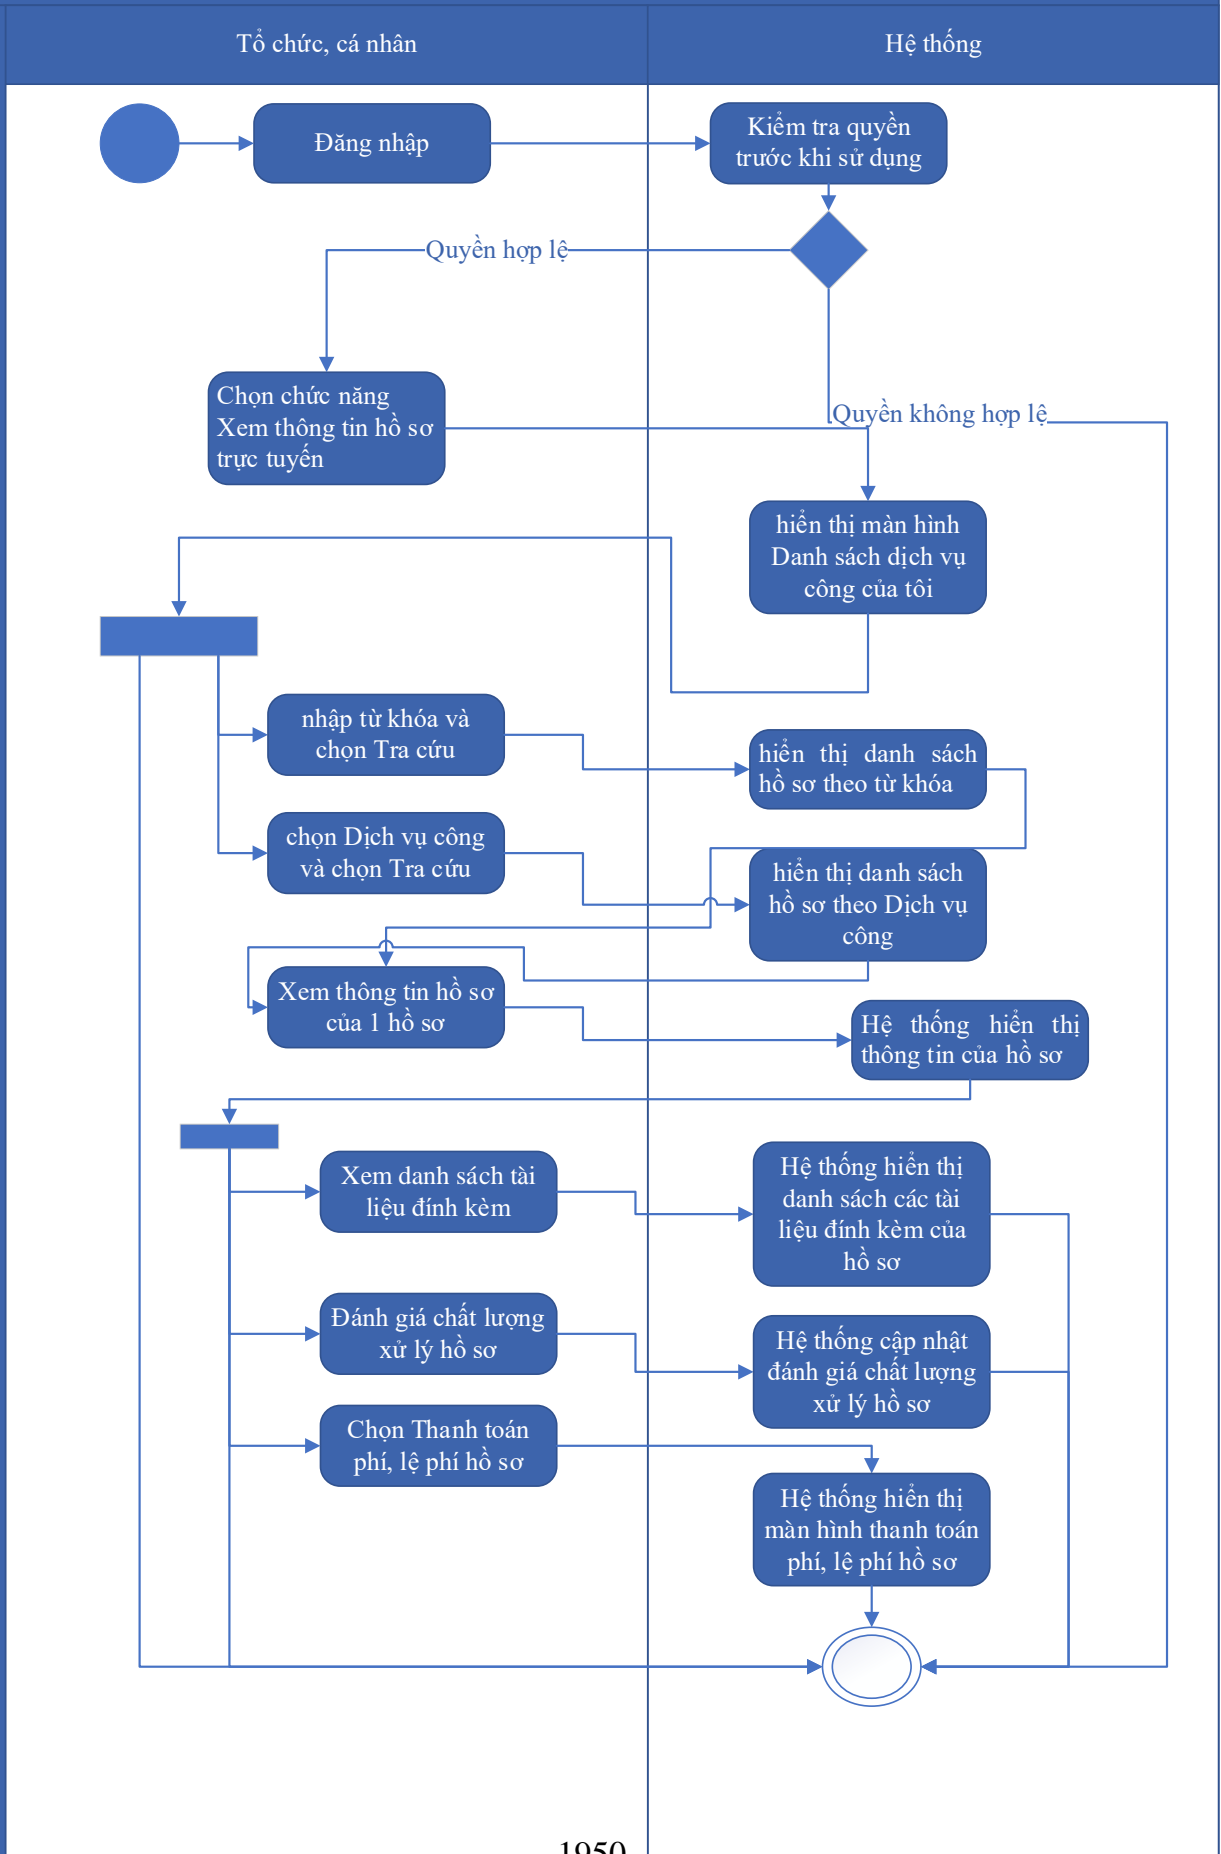 Tổ chức, cá nhân
Hệ thống
Đăng nhập
Kiểm tra quyền
trước khi sử dụng
Quyền hợp lệ
Chọn chức năng
Xem thông tin hồ sơ
trực tuyến
Quyền không hợp lệ
hiển thị màn hình
Danh sách dịch vụ
công của tôi
nhập từ khóa và
chọn Tra cứu
hiển thị danh sách
hồ sơ theo từ khóa
chọn Dịch vụ công
và chọn Tra cứu
hiển thị danh sách
hồ sơ theo Dịch vụ
công
Xem thông tin hồ sơ
của 1 hồ sơ
Hệ thống hiển thị
thông tin của hồ sơ
Xem danh sách tài
liệu đính kèm
Hệ thống hiển thị
danh sách các tài
liệu đính kèm của
hồ sơ
Đánh giá chất lượng
xử lý hồ sơ
Hệ thống cập nhật
đánh giá chất lượng
xử lý hồ sơ
Chọn Thanh toán
phí, lệ phí hồ sơ
Hệ thống hiển thị
màn hình thanh toán
phí, lệ phí hồ sơ
1950